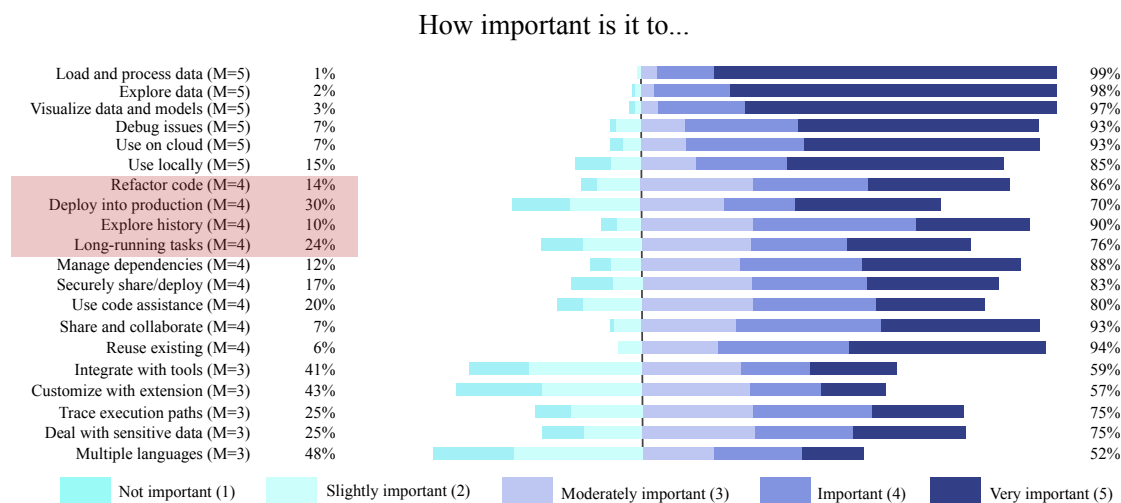 How important is it to...
Load and process data (M=5) 1% 99%
Explore data (M=5) 2% 98%
Visualize data and models (M=5) 3% 97%
Debug issues (M=5) 7% 93%
Use on cloud (M=5) 7% 93%
Use locally (M=5) 15% 85%
Refactor code (M=4) 14% 86%
Deploy into production (M=4) 30% 70%
Explore history (M=4) 10% 90%
Long-running tasks (M=4) 24% 76%
Manage dependencies (M=4) 12% 88%
Securely share/deploy (M=4) 17% 83%
Use code assistance (M=4) 20% 80%
Share and collaborate (M=4) 7% 93%
Reuse existing (M=4) 6% 94%
Integrate with tools (M=3) 41% 59%
Customize with extension (M=3) 43% 57%
Trace execution paths (M=3) 25% 75%
Deal with sensitive data (M=3) 25% 75%
Multiple languages (M=3) 48% 52%
Not important (1) Slightly important (2) Moderately important (3) Important (4) Very important (5)